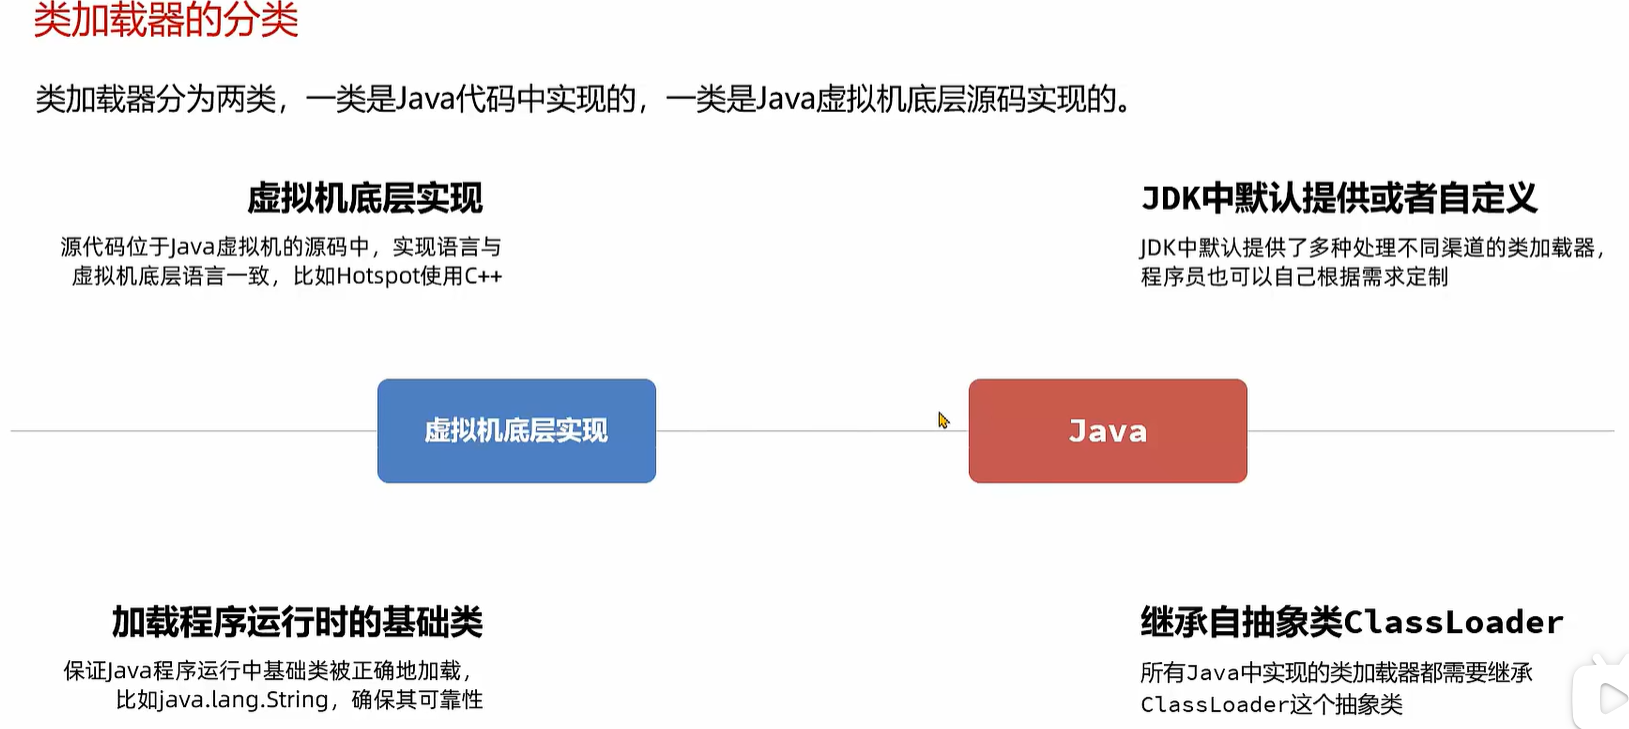 类加载器的分类
类加载器分为两类，一类是Java代码中实现的，一类是Java虚拟机底层源码实现的。
虚拟机底层实现
源代码位于Java虚拟机的源码中，实现语言与
虚拟机底层语言一致，比如Hotspot使用C++
JDK中默认提供或者自定义
JDK中默认提供了多种处理不同渠道的类加载器，
程序员也可以自己根据需求定制
虚拟机底层实现
Java
加载程序运行时的基础类
保证Java程序运行中基础类被正确地加载，
比如java.lang.String，确保其可靠性
继承自抽象类ClassLoader
所有Java中实现的类加载器都需要继承
ClassLoader这个抽象类